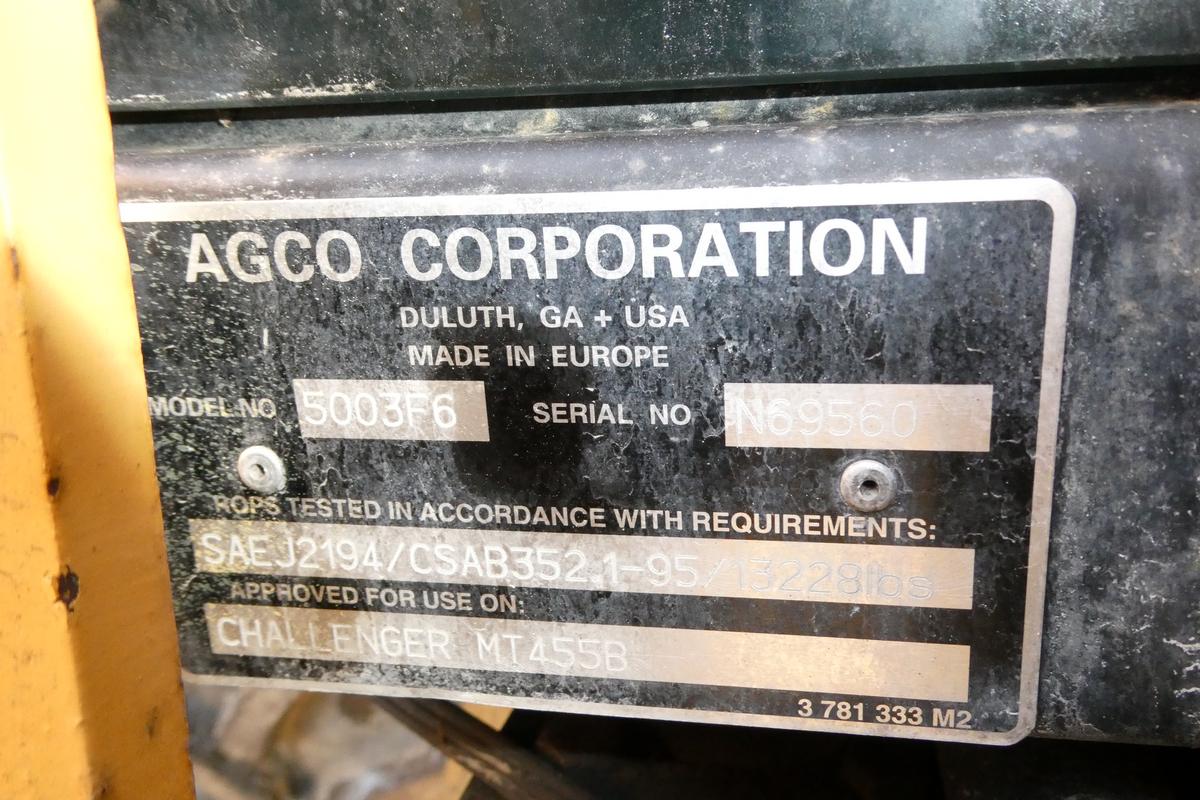 AGCO CORPORATION
DULUTH, GA + USA
MADE IN EUROPE
MODEL NO 5003F6 SERIAL NO N69560
ROPS TESTED IN ACCORDANCE WITH REQUIREMENTS:
SAEJ2194/CSAB352.1-95/13228lbs
APPROVED FOR USE ON:
CHALLENGER MT455B
3 781 333 M2